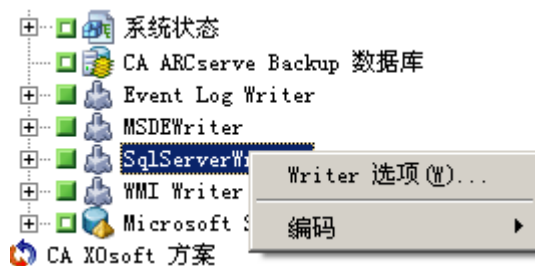 系统状态
CA ARCserve Backup 数据库
Event Log Writer
MSDEWriter
SqlServerWr
Writer 选项(W)...
WMI Writer
Microsoft
编码
CA XOsoft 方案